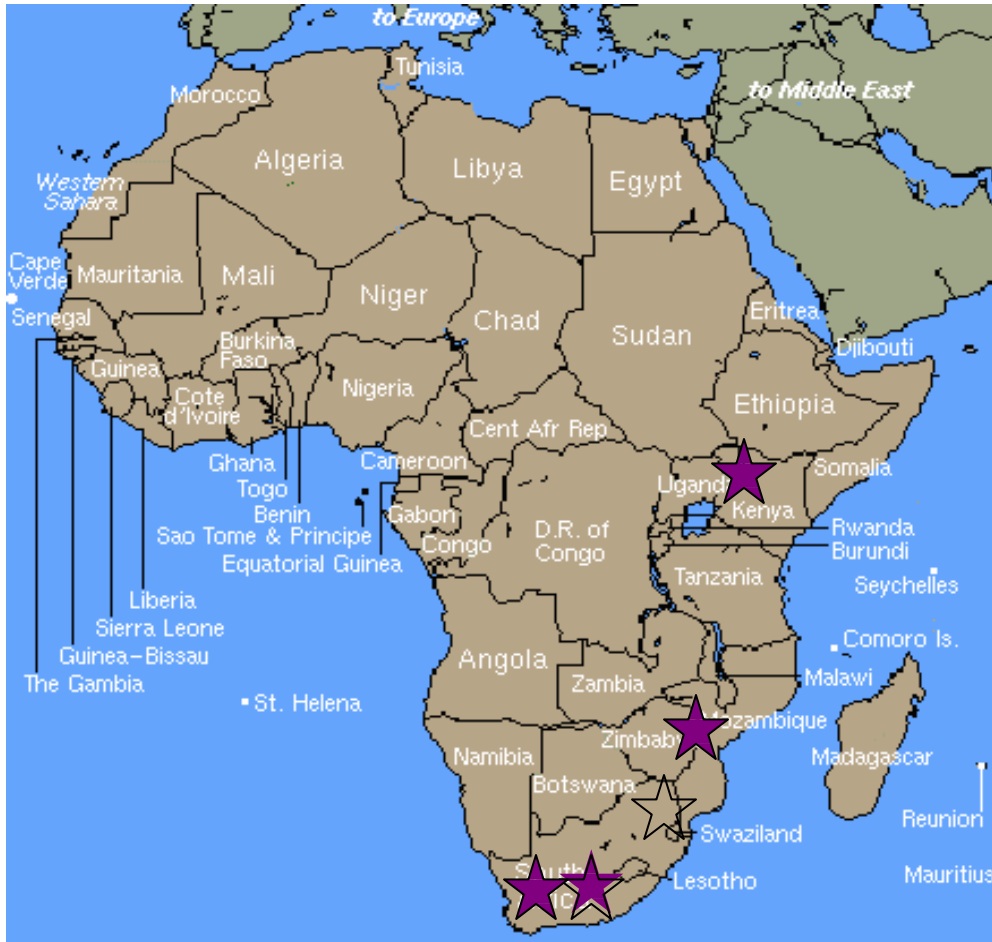 to Europe
Tunisia
Morocco
to Middle East
Algeria
Libya
Egypt
Western
Sahara
Cape
Verde
Mauritania
Mali
Niger
Chad
Sudan
Eritrea
Senegal
Djibouti
Burkina
Faso
Guinea
Nigeria
Cote
d'Ivoire
Ethiopia
Cent Afr Rep
Ghana
Cameroon
Somalia
Togo
Uganda
Benin
Kenya
Gabon
Sao Tome & Principe
Congo
D.R. of
Congo
Rwanda
Equatorial Guinea
Burundi
Tanzania
Seychelles
Liberia
Sierra Leone
Guinea-Bissau
The Gambia
Comoro Is.
Angola
Malawi
Zambia
St. Helena
Mozambique
Zimbab
Namibia
Madagascar
Botswana
Reunion
Swaziland
South
Lesotho
Mauritius